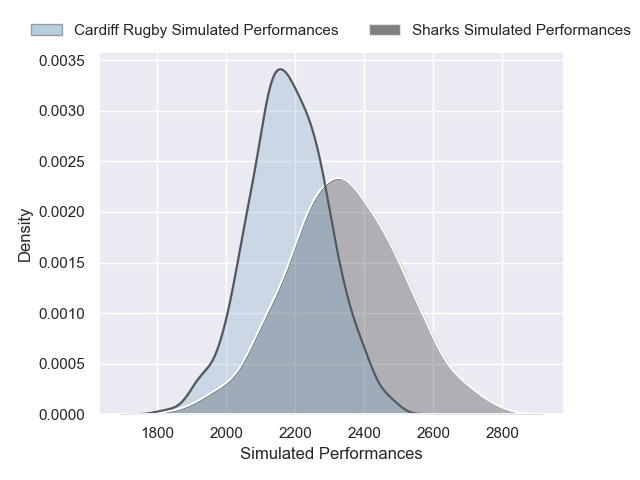 Cardiff Rugby Simulated Performances Sharks Simulated Performances
0.0035
0.0030
0.0025
0.0020
0.0015
0.0010
0.0005
0.0000
Density
1800 2000 2200 2400 2600 2800
Simulated Performances